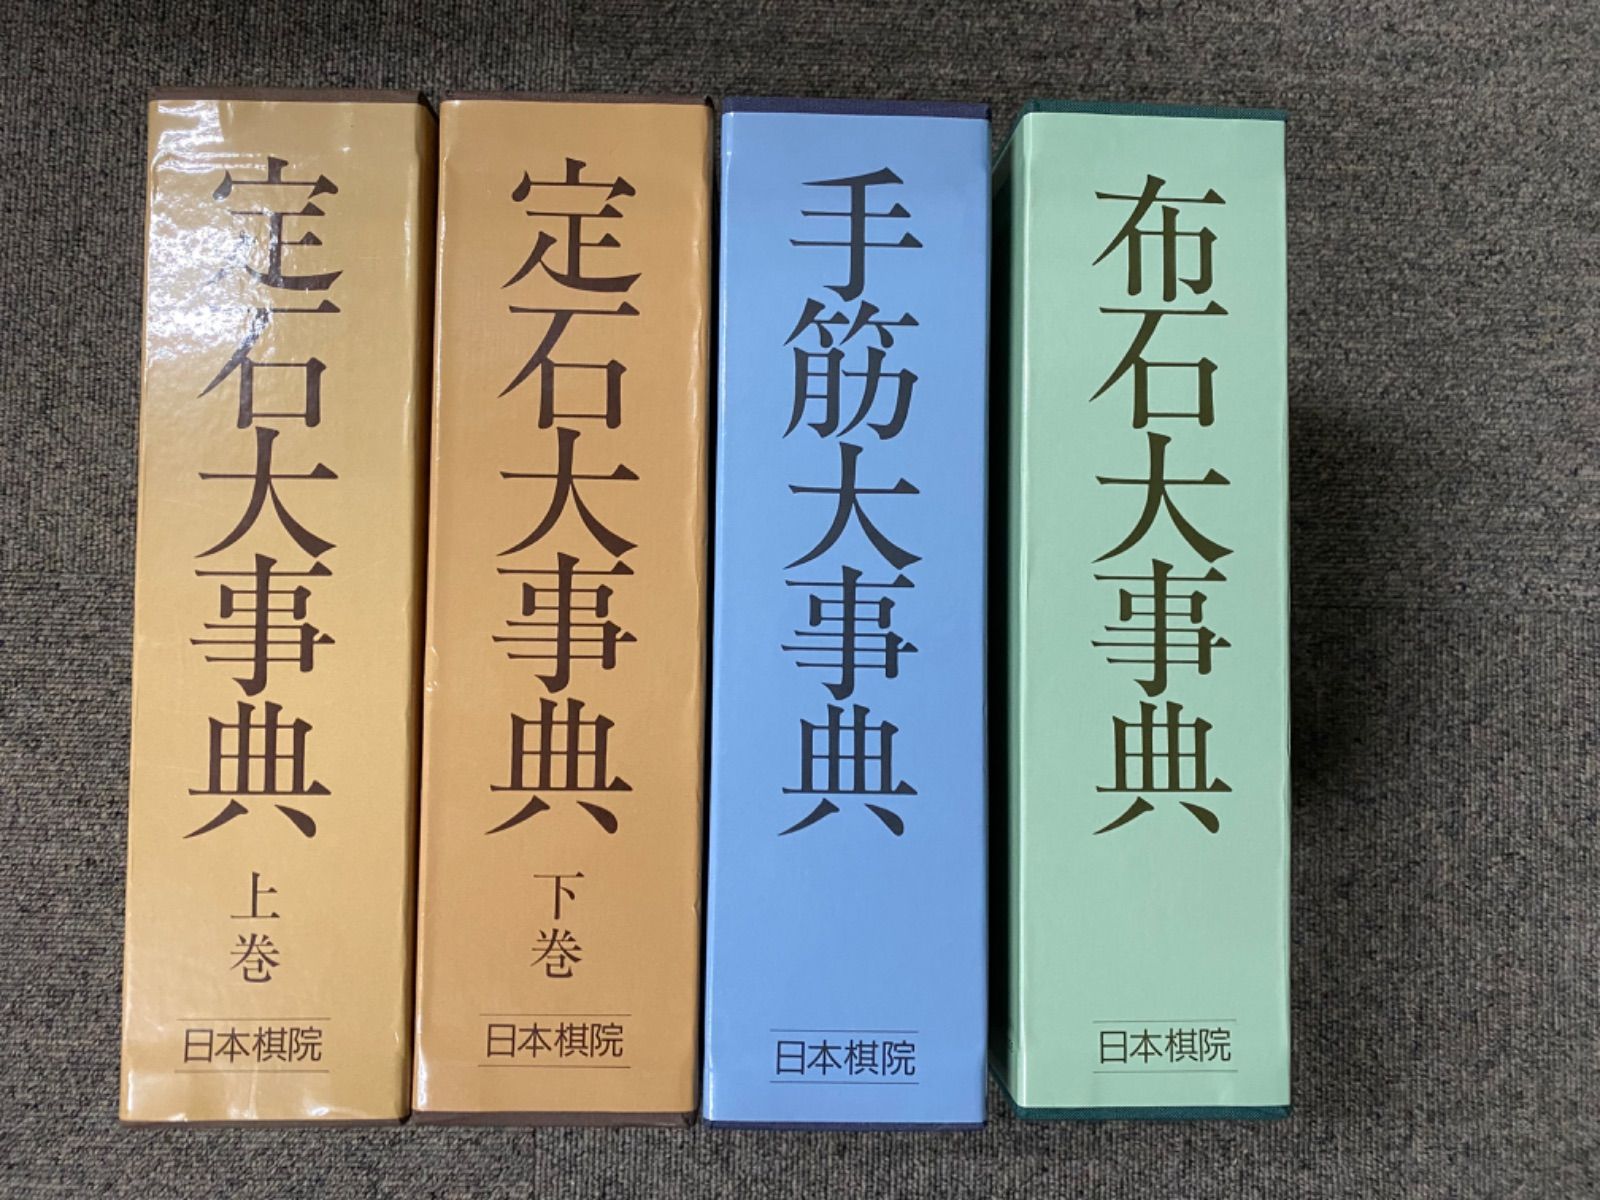 定石大事典
上巻
日本棋院
定石大事典
下巻
日本棋院
手筋大事典
日本棋院
布石大事典
日本棋院